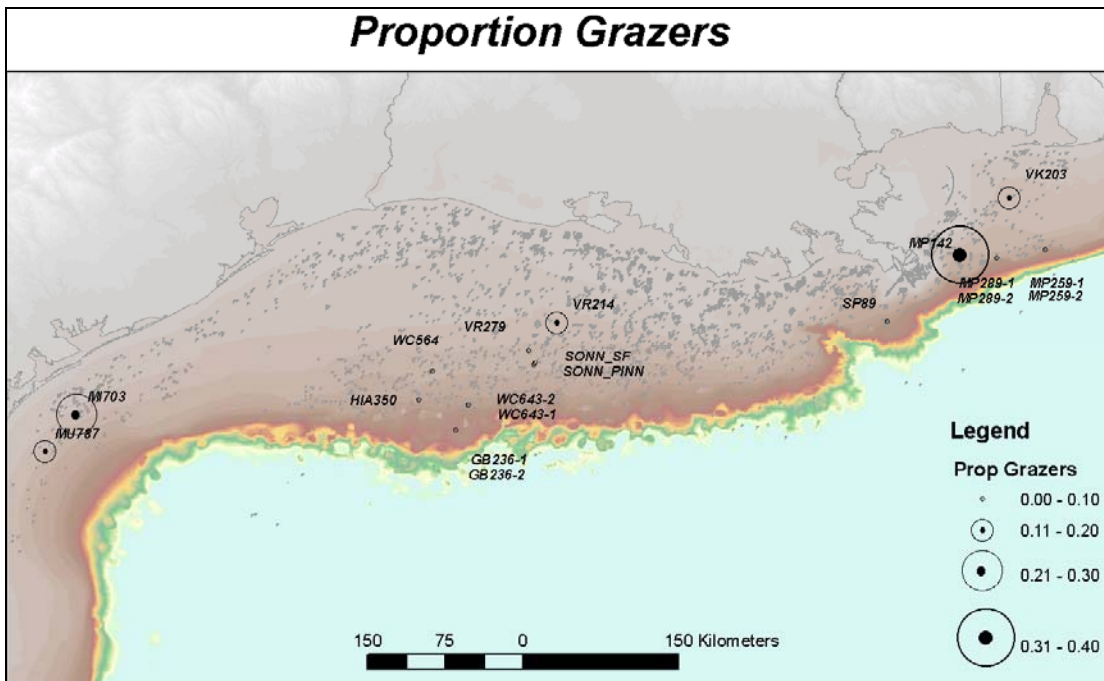 Proportion Grazers
VK203
MP142
MP289-1
MP289-2
MP259-1
MP259-2
SP89
VR214
VR279
WC564
SONN_SF
SONN_PINN
MI703
HIA350
WC643-2
WC643-1
MU787
GB236-1
GB236-2
Legend
Prop Grazers
0.00 - 0.10
0.11 - 0.20
0.21 - 0.30
0.31 - 0.40
150 75 0 150 Kilometers